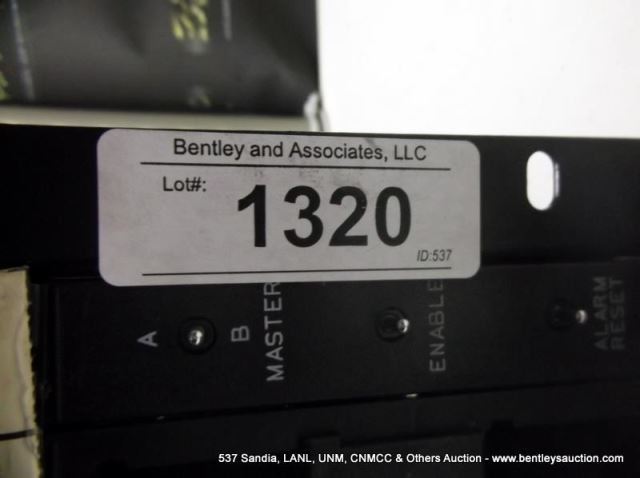 Bentley and Associates, LLC
Lot#:
1320
ID:537
A
B
MASTER
ENABLE
ALARM
RESET
537 Sandia, LANL, UNM, CNMCC & Others Auction - www.bentleysauction.com